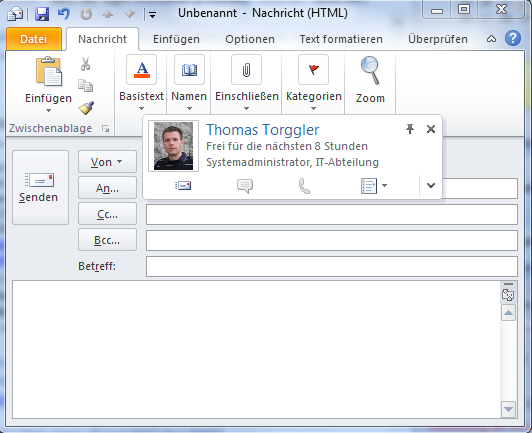 Unbenannt - Nachricht (HTML)
Datei Nachricht Einfügen Optionen Text formatieren Überprüfen
Einfügen Basistext Namen Einschließen Kategorien Zoom
Zwischenablage
Thomas Torggler
Frei für die nächsten 8 Stunden
Systemadministrator, IT-Abteilung
Von
An...
Senden
Cc...
Bcc...
Betreff: